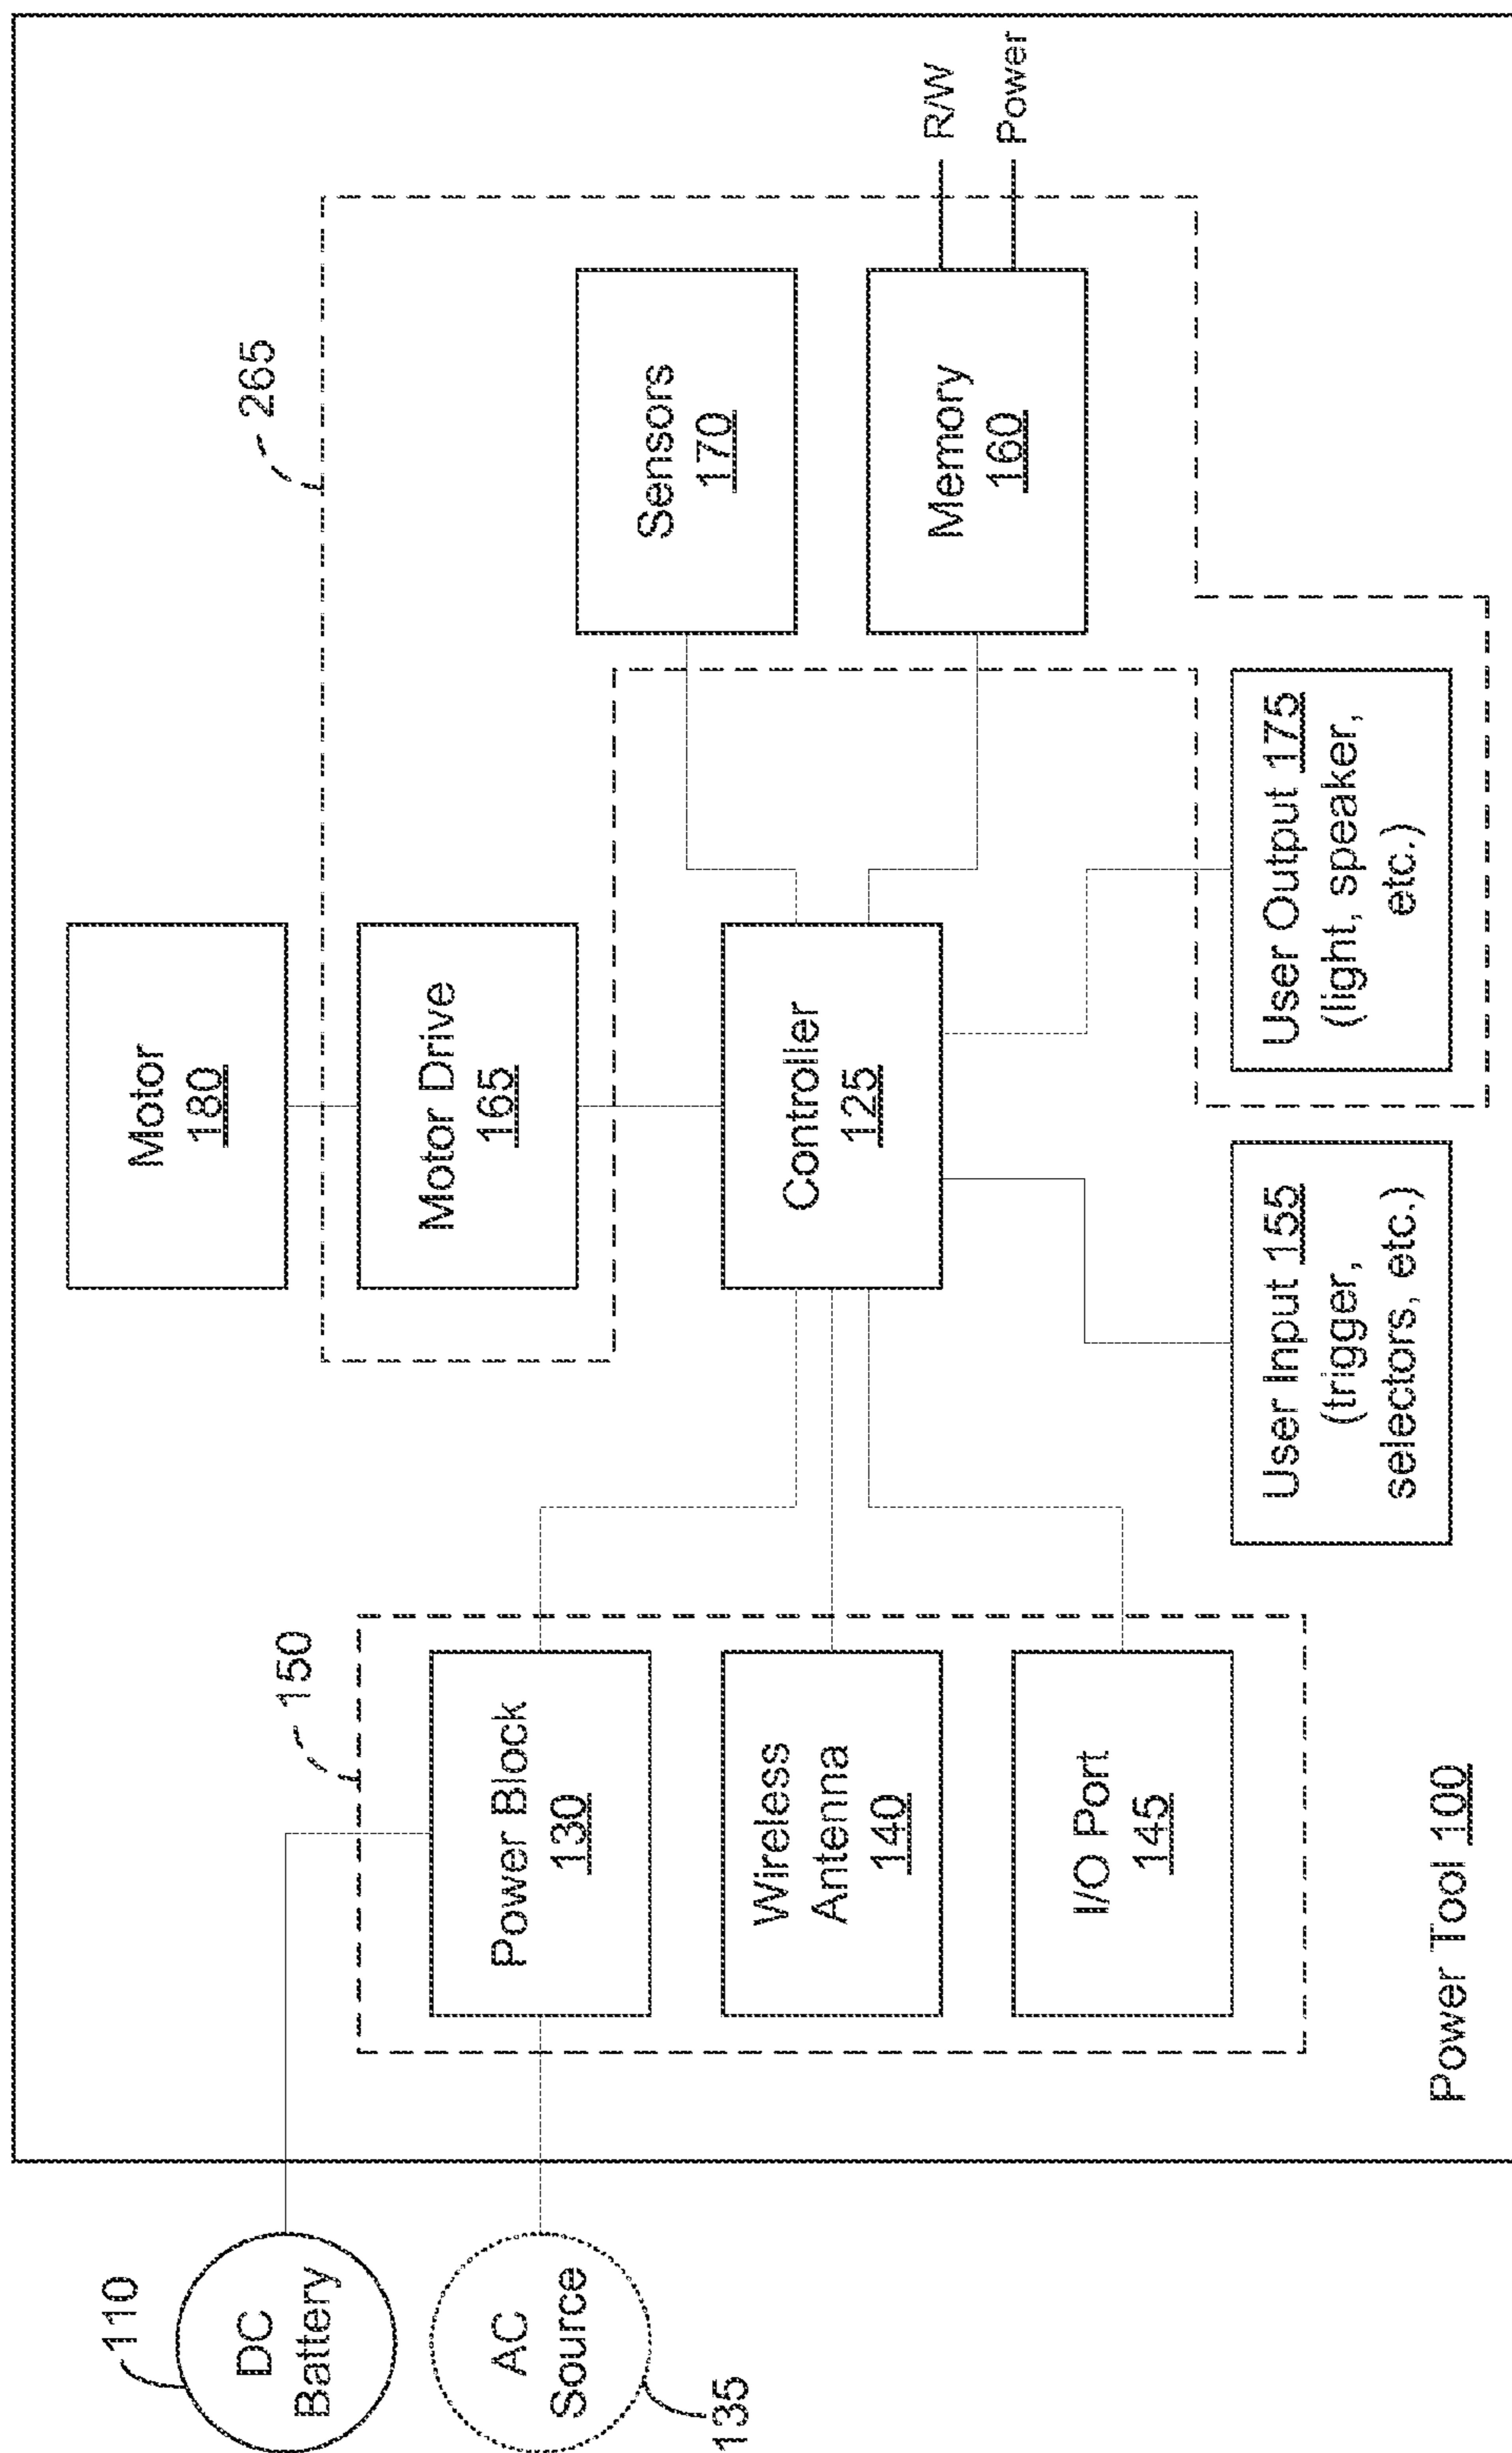 110
DC
Battery
AC
Source
135
150
Power Block
130
Wireless
Antenna
140
I/O Port
145
Power Tool 100
Motor
180
Motor Drive
165
Controller
125
User Input 155
(trigger,
selectors, etc.)
User Output 175
(light, speaker,
etc.)
265
Sensors
170
Memory
160
R/W
Power